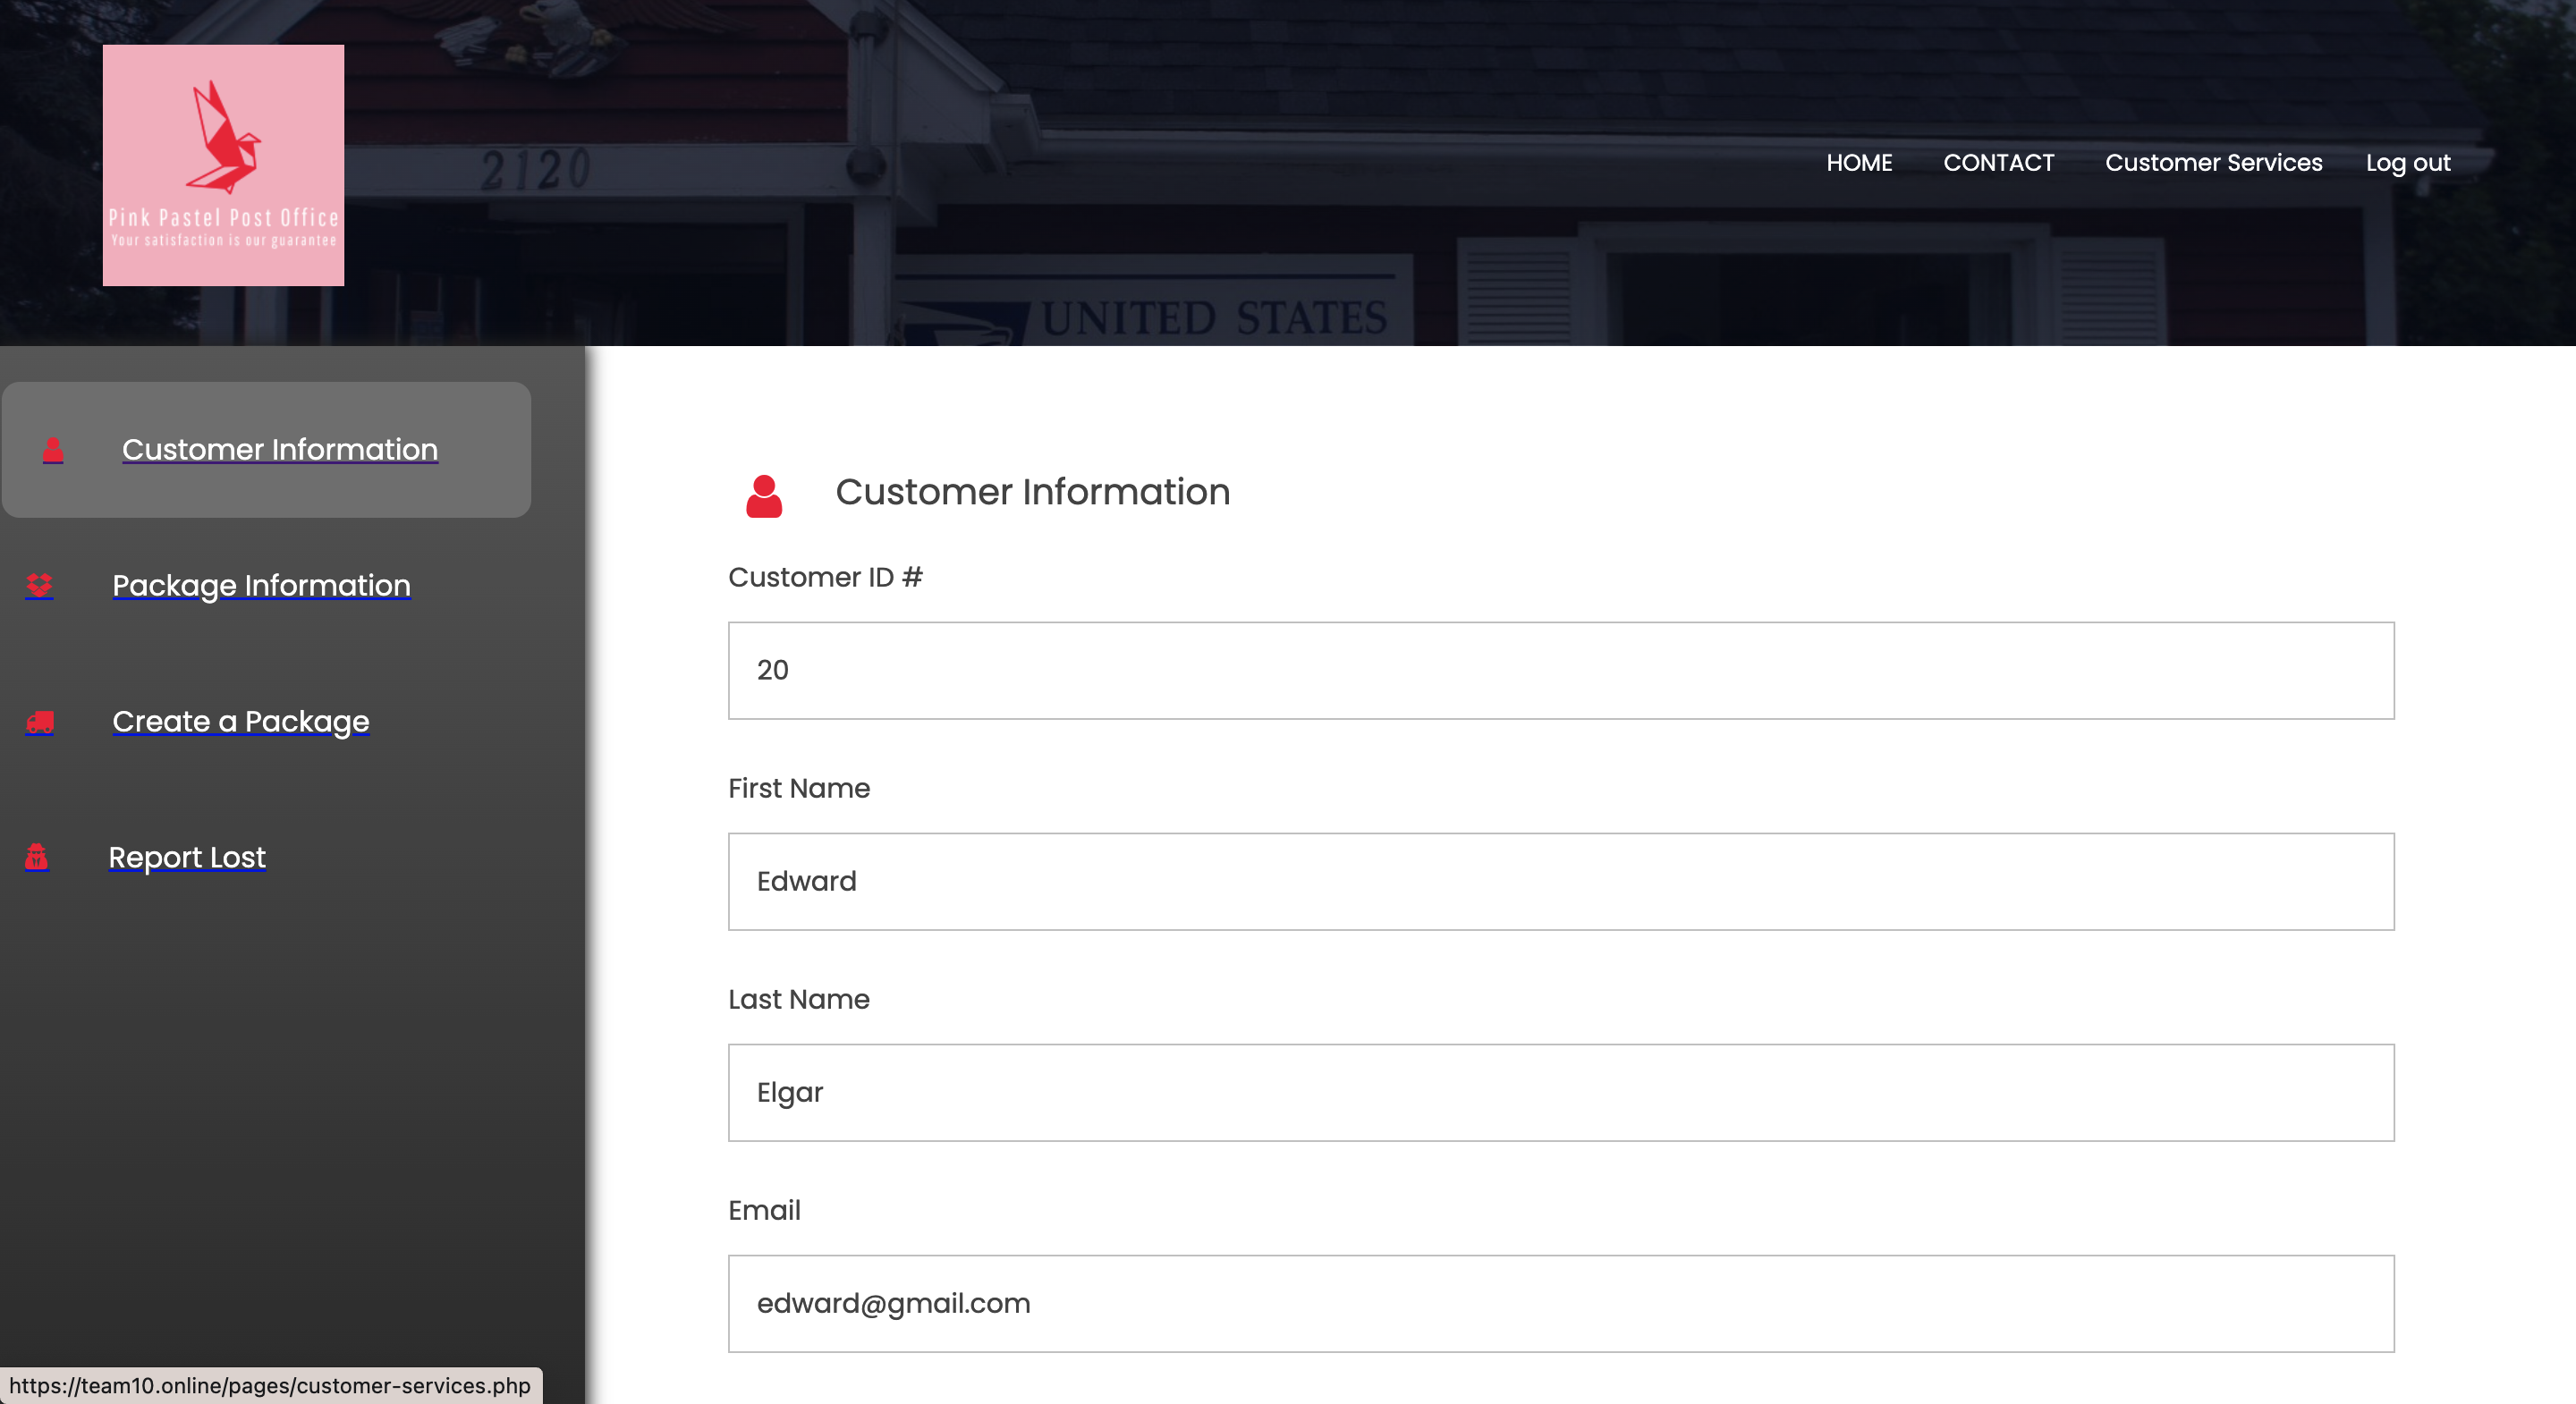 2120
Pink Pastel Post Office
Your satisfaction is our guarantee
HOME CONTACT Customer Services Log out
UNITED STATES
Customer Information
Package Information
Create a Package
Report Lost
Customer Information
Customer ID #
20
First Name
Edward
Last Name
Elgar
Email
edward@gmail.com
https://team10.online/pages/customer-services.php